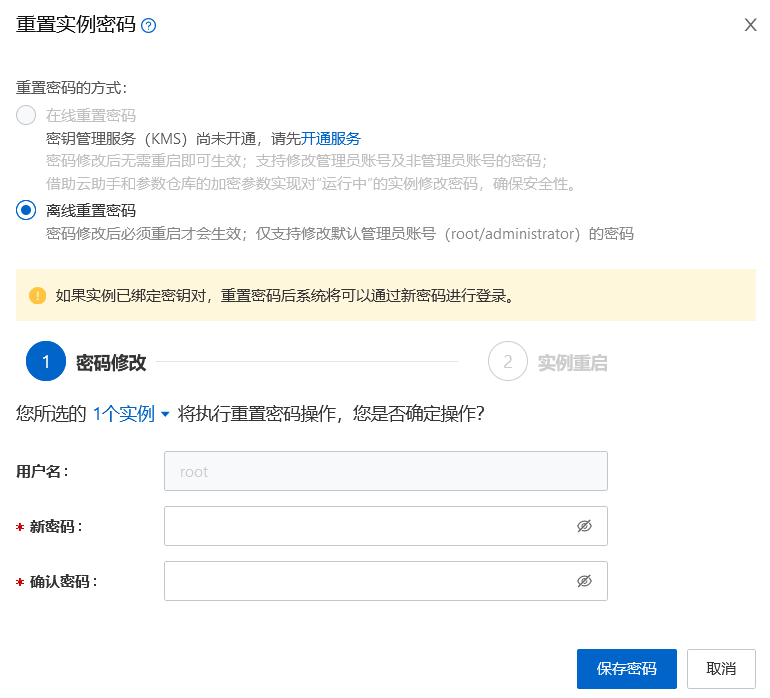 重置实例密码
重置密码的方式:
在线重置密码
密钥管理服务（KMS）尚未开通，请先开通服务
密码修改后无需重启即可生效；支持修改管理员账号及非管理员账号的密码；
借助云助手和参数仓库的加密参数实现对“运行中”的实例修改密码，确保安全性。
离线重置密码
密码修改后必须重启才会生效；仅支持修改默认管理员账号（root/administrator）的密码
如果实例已绑定密钥对，重置密码后系统将可以通过新密码进行登录。
1 密码修改 2 实例重启
您所选的 1个实例 将执行重置密码操作，您是否确定操作？
用户名: root
* 新密码:
* 确认密码:
保存密码 取消